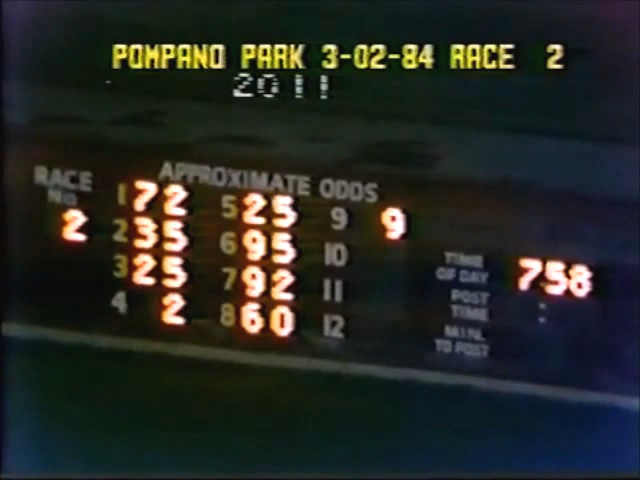 POMPANO PARK 3-02-84 RACE 2
2011
APPROXIMATE ODDS
RACE NO 2
1 72 5 25 9 9
2 35 6 95 10
3 25 7 92 11
4 2 8 60 12
TIME OF DAY 758
POST TIME :
MIN. TO POST